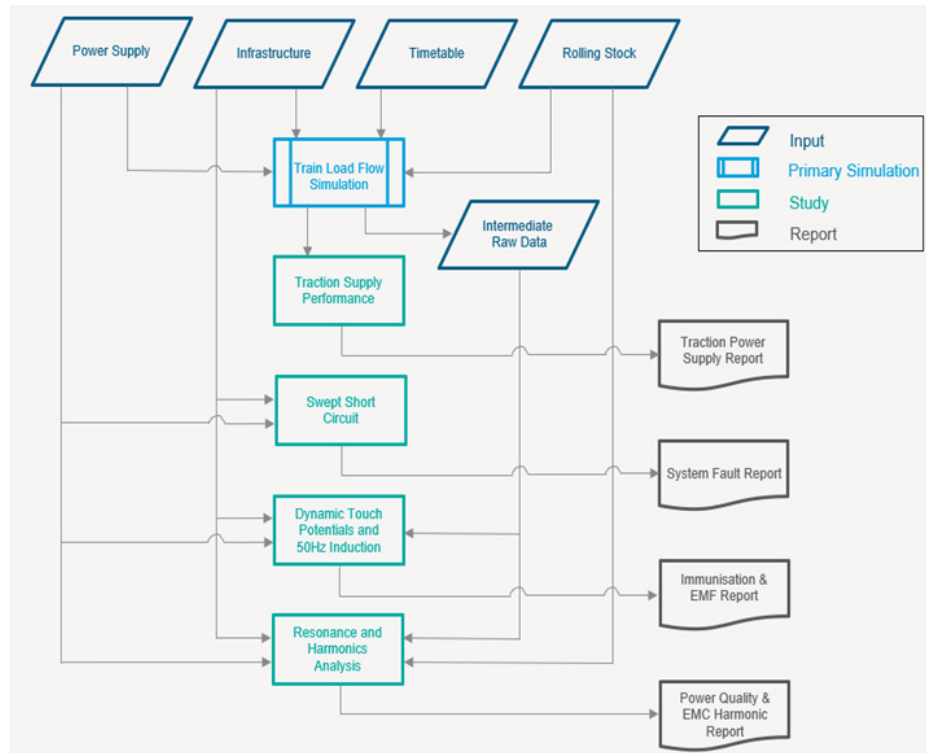 Power Supply
Infrastructure
Timetable
Rolling Stock
Train Load Flow
Simulation
Intermediate
Raw Data
Traction Supply
Performance
Swept Short
Circuit
Dynamic Touch
Potentials and
50Hz Induction
Resonance and
Harmonics
Analysis
Input
Primary Simulation
Study
Report
Traction Power
Supply Report
System Fault Report
Immunisation &
EMF Report
Power Quality &
EMC Harmonic
Report